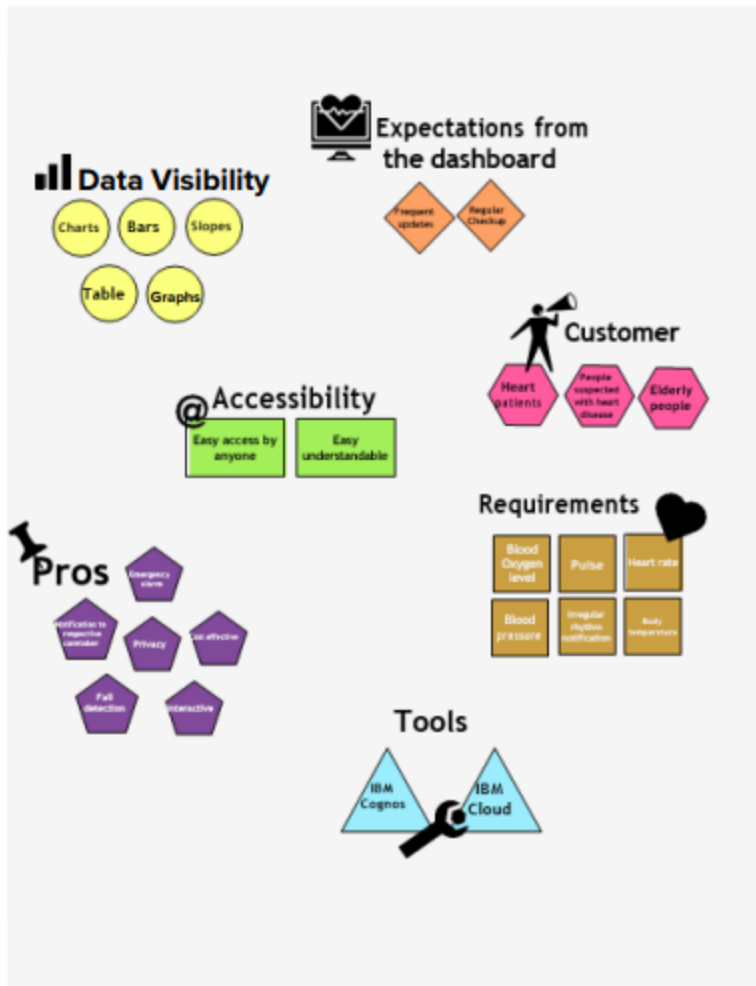 Expectations from
the dashboard
Frequent
updates
Regular
Checkup
Data Visibility
Charts
Bars
Slopes
Table
Graphs
Customer
Heart
patients
People
suspected
with heart
disease
Elderly
people
@
Accessibility
Easy access by
anyone
Easy
understandable
Requirements
Blood
Oxygen
level
Pulse
Heart rate
Blood
pressure
Irregular
rhythm
notification
Body
temperature
Pros
Emergency
alarm
Notification to
respective
caretaker
Privacy
Cost effective
Fall
detection
Interactive
Tools
IBM
Cognos
IBM
Cloud